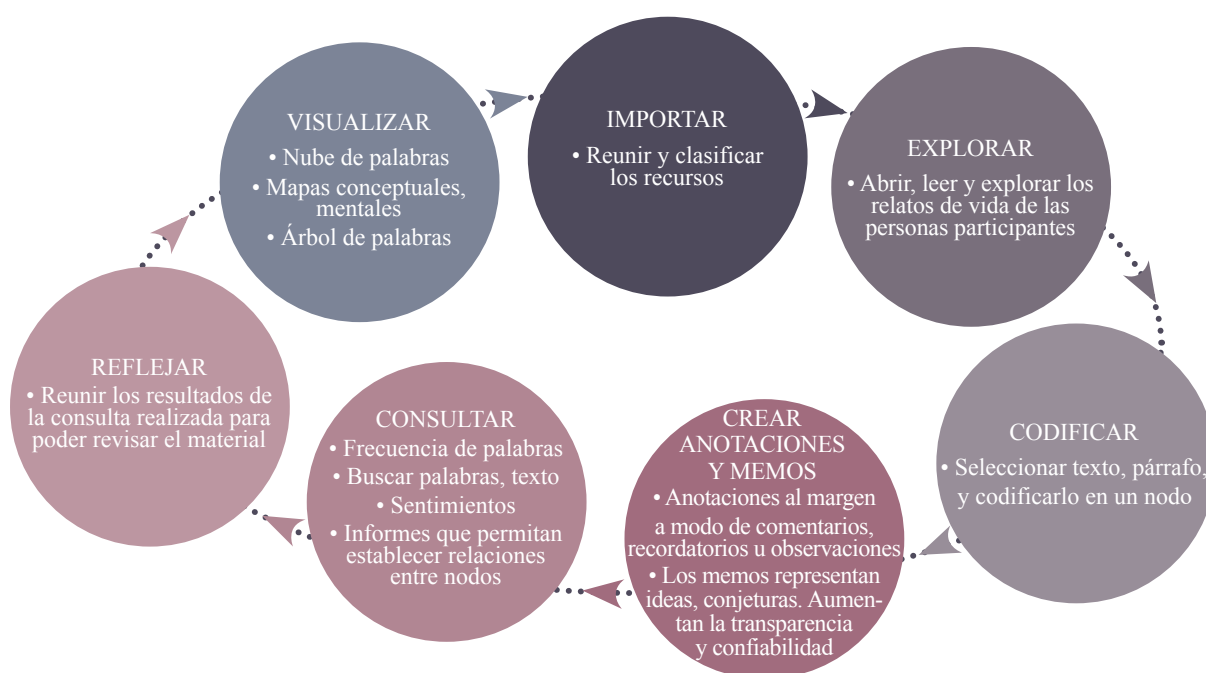 VISUALIZAR
• Nube de palabras
• Mapas conceptuales,
mentales
• Árbol de palabras
IMPORTAR
• Reunir y clasificar
los recursos
EXPLORAR
• Abrir, leer y explorar los
relatos de vida de las
personas participantes
CODIFICAR
• Seleccionar texto, párrafo,
y codificarlo en un nodo
CREAR
ANOTACIONES
Y MEMOS
• Anotaciones al margen
a modo de comentarios,
recordatorios u observaciones
• Los memos representan
ideas, conjeturas. Aumen-
tan la transparencia
y confiabilidad
CONSULTAR
• Frecuencia de palabras
• Buscar palabras, texto
• Sentimientos
• Informes que permitan
establecer relaciones
entre nodos
REFLEJAR
• Reunir los resultados de
la consulta realizada para
poder revisar el material